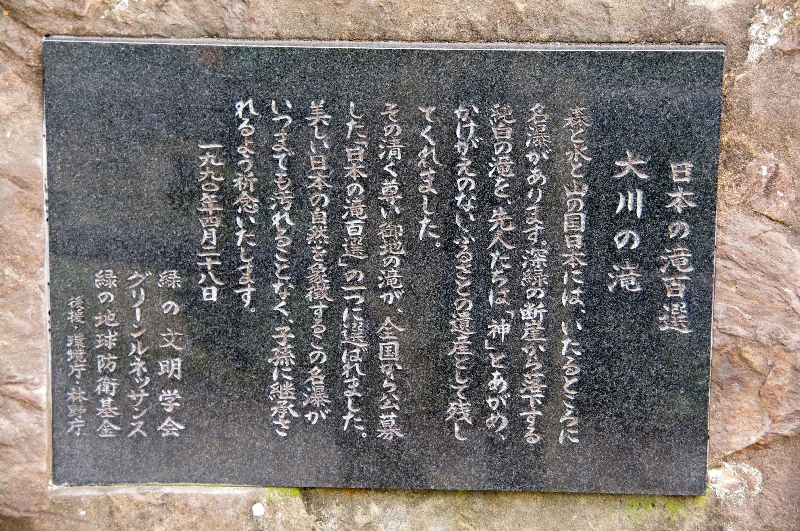 日本の滝百選
大川の滝
森と水と山の国日本には、いたるところに
名瀑があります。深緑の断崖から落下する
純白の滝を、先人たちは「神」とあがめ、
かけがえのないふるさとの遺産として残し
てくれました。
その清く尊い御地の滝が、全国から公募
した「日本の滝百選」の一つに選ばれました。
美しい日本の自然を象徴するこの名瀑が
いつまでも汚れることなく、子孫に継承さ
れるよう祈念いたします。
一九九〇年四月二十八日
緑の文明学会
グリーンルネッサンス
緑の地球防衛基金
後援・環境庁・林野庁